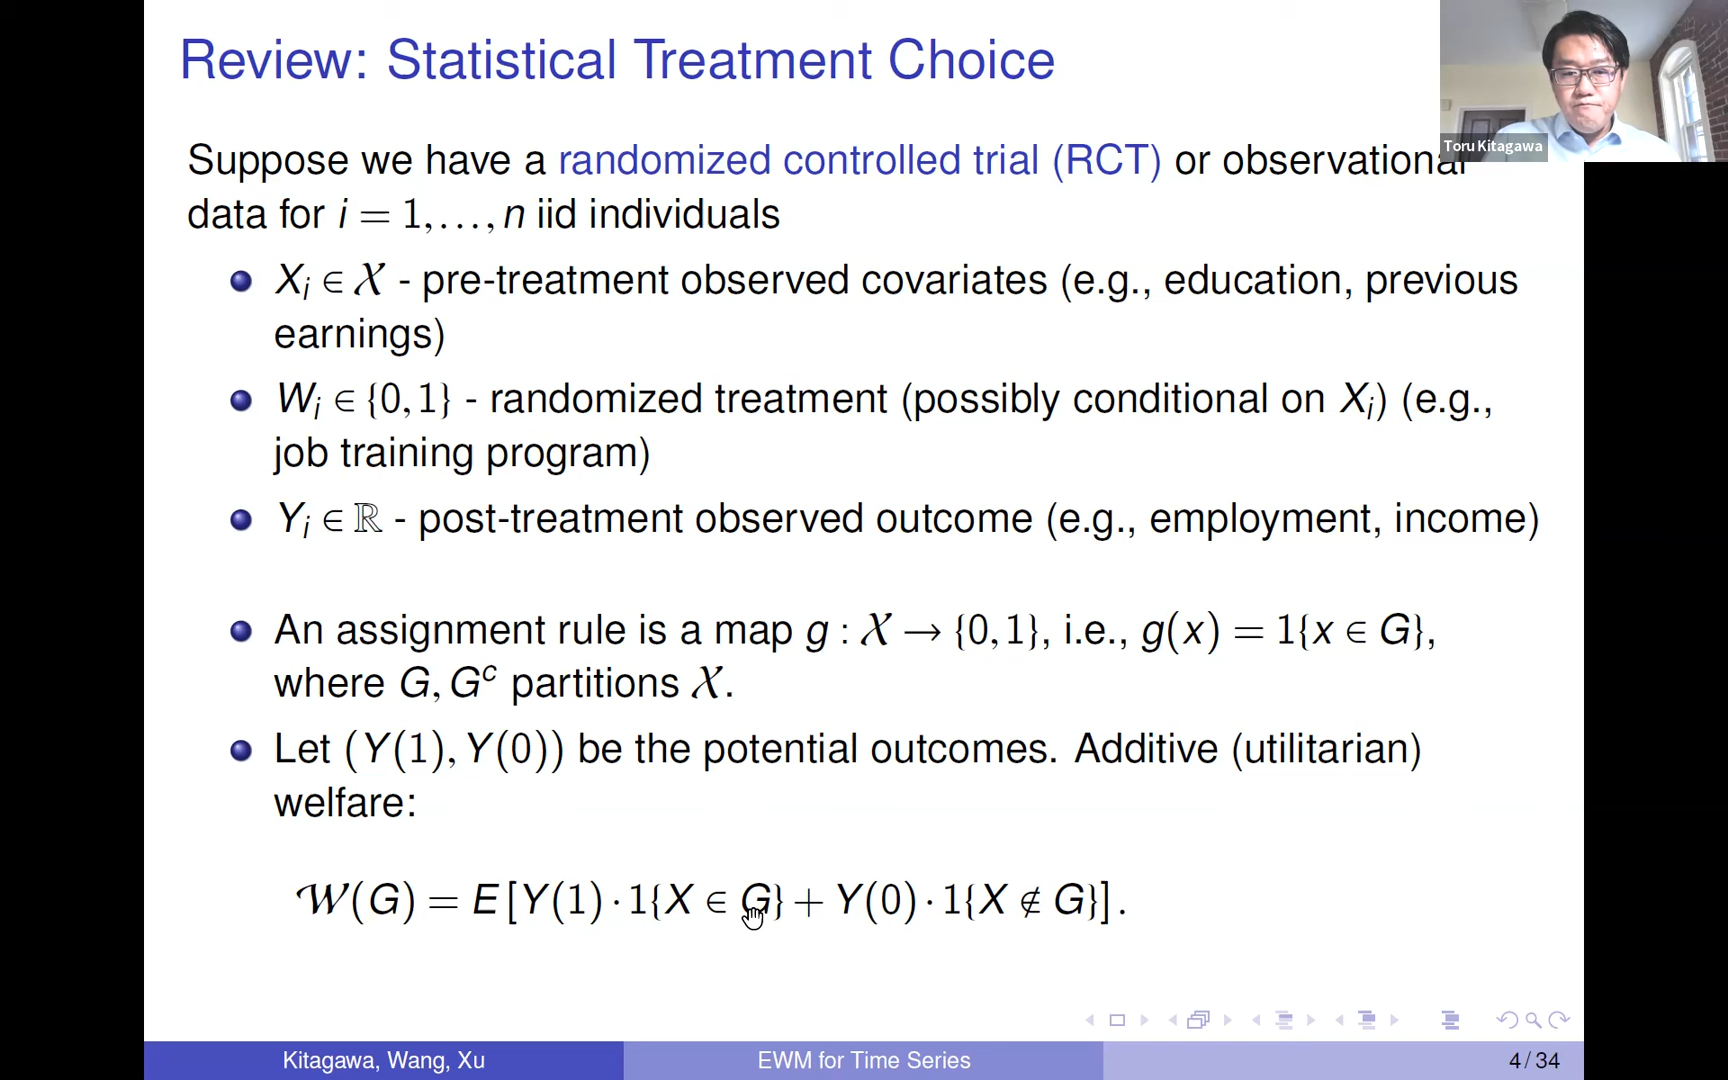 Review: Statistical Treatment Choice
Toru Kitagawa
Suppose we have a randomized controlled trial (RCT) or observational
data for i = 1,...,n iid individuals
X_i ∈ 𝒳 - pre-treatment observed covariates (e.g., education, previous
earnings)
W_i ∈ {0,1} - randomized treatment (possibly conditional on X_i) (e.g.,
job training program)
Y_i ∈ ℝ - post-treatment observed outcome (e.g., employment, income)
An assignment rule is a map g : 𝒳 → {0,1}, i.e., g(x) = 1{x ∈ G},
where G, G^c partitions 𝒳.
Let (Y(1), Y(0)) be the potential outcomes. Additive (utilitarian)
welfare:
𝒲(G) = E[Y(1)·1{X ∈ G} + Y(0)·1{X ∉ G}].
Kitagawa, Wang, Xu
EWM for Time Series
4 / 34